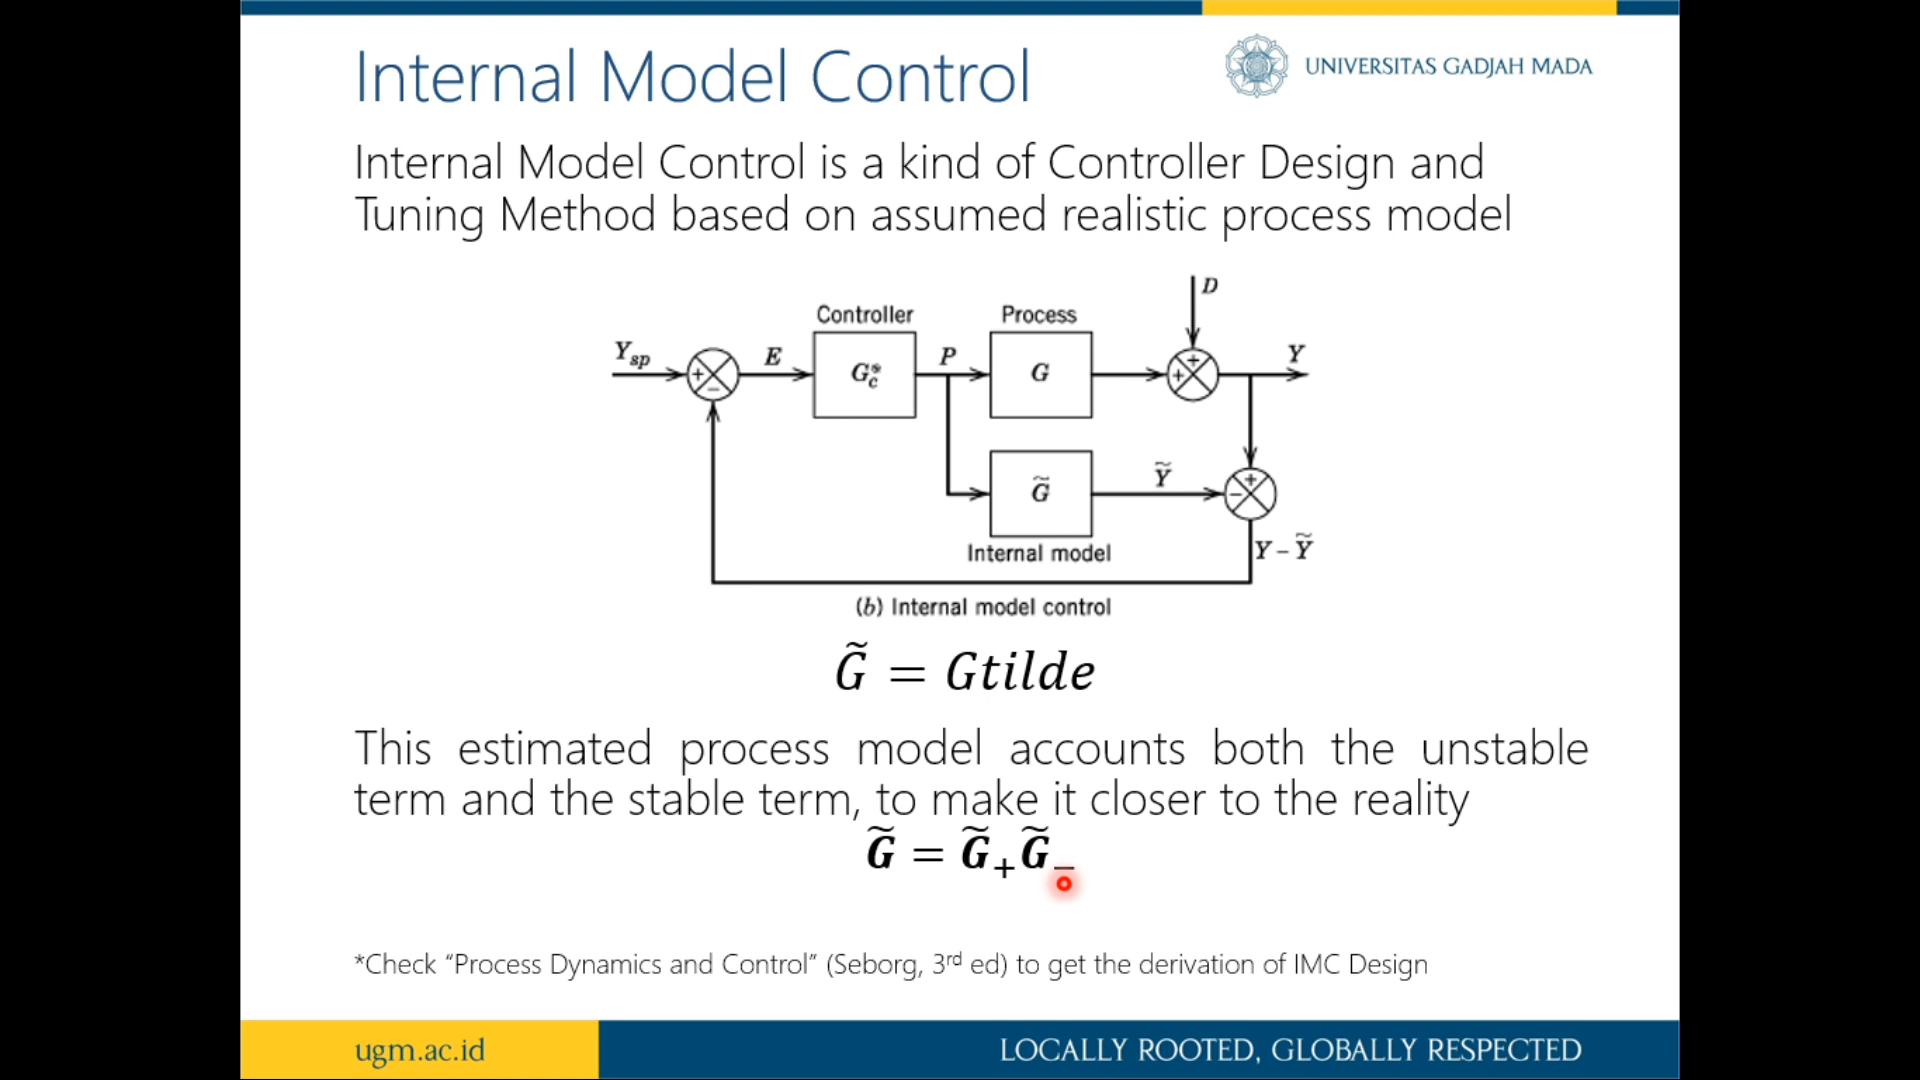 Internal Model Control
UNIVERSITAS GADJAH MADA
Internal Model Control is a kind of Controller Design and
Tuning Method based on assumed realistic process model
D
Controller
Process
Y_sp
E
G_c^*
P
G
Y
+
−
+
+
G̃
Ỹ
+
−
Internal model
Y – Ỹ
(b) Internal model control
G̃ = Gtilde
This estimated process model accounts both the unstable
term and the stable term, to make it closer to the reality
G̃ = G̃₊G̃₋
*Check “Process Dynamics and Control” (Seborg, 3rd ed) to get the derivation of IMC Design
ugm.ac.id
LOCALLY ROOTED, GLOBALLY RESPECTED